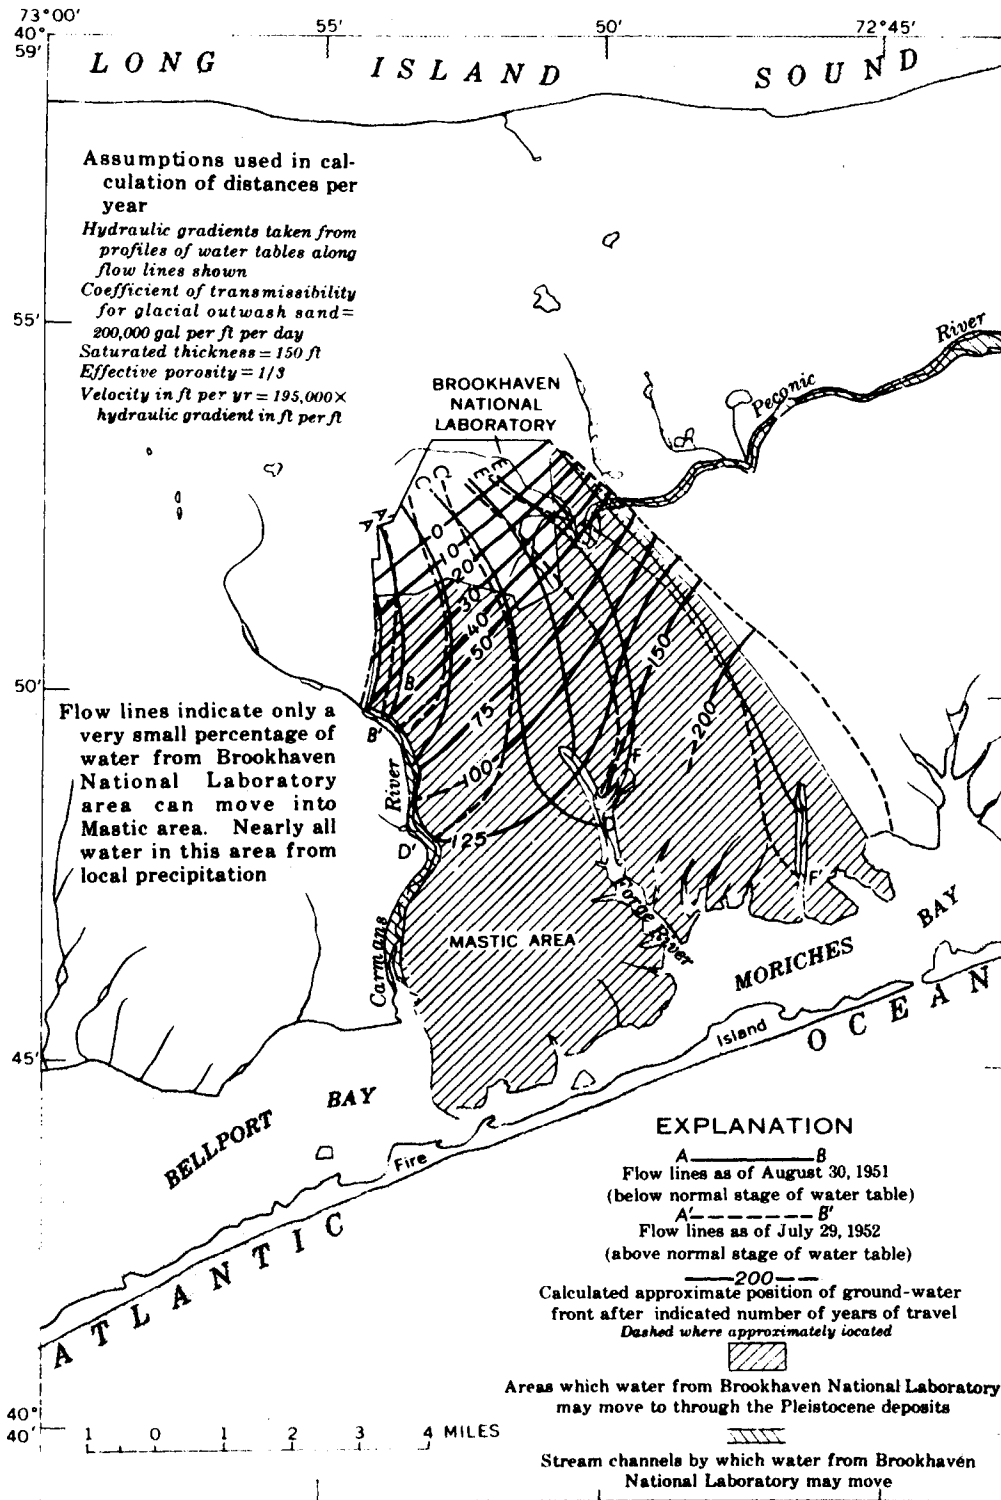 73°00′
55′
50′
72°45′
40°
59′
LONG ISLAND SOUND
Assumptions used in cal-
culation of distances per
year
Hydraulic gradients taken from
profiles of water tables along
flow lines shown
Coefficient of transmissibility
for glacial outwash sand=
200,000 gal per ft per day
Saturated thickness = 150 ft
Effective porosity = 1/3
Velocity in ft per yr = 195,000×
hydraulic gradient in ft per ft
55′
River
Peconic
BROOKHAVEN
NATIONAL
LABORATORY
A
A'
C
C'
E
E'
0
10
20
30
40
50
75
100
125
150
200
50′
B
B'
Flow lines indicate only a
very small percentage of
water from Brookhaven
National Laboratory
area can move into
Mastic area. Nearly all
water in this area from
local precipitation
River
Carmans
D'
D
F
F'
Forge River
MASTIC AREA
MORICHES
BAY
45′
BELLPORT
BAY
Fire
Island
ATLANTIC
OCEAN
EXPLANATION
A B
Flow lines as of August 30, 1951
(below normal stage of water table)
A' B'
Flow lines as of July 29, 1952
(above normal stage of water table)
200
Calculated approximate position of ground-water
front after indicated number of years of travel
Dashed where approximately located
Areas which water from Brookhaven National Laboratory
may move to through the Pleistocene deposits
Stream channels by which water from Brookhaven
National Laboratory may move
40°
40′
1 0 1 2 3 4 MILES